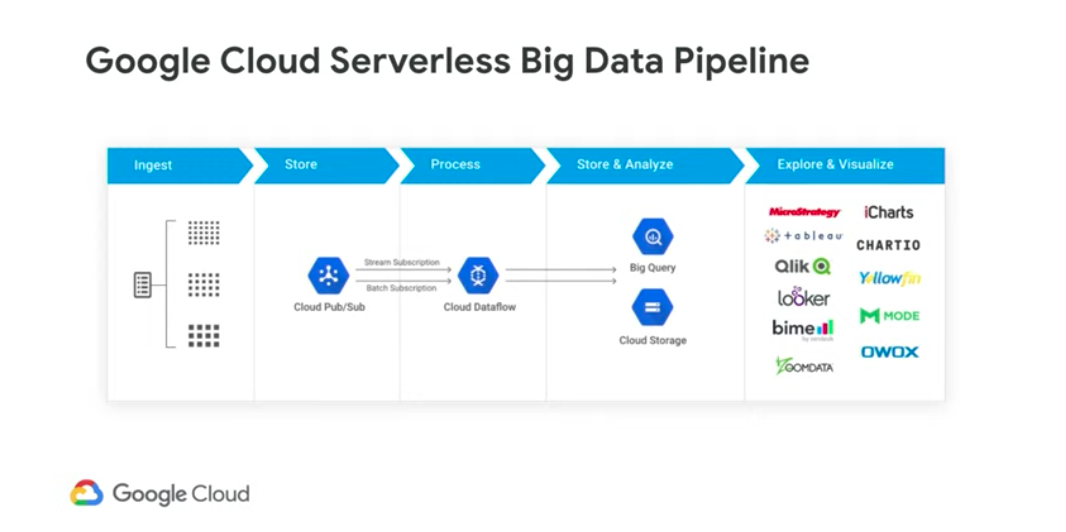 Google Cloud Serverless Big Data Pipeline
Ingest
Store
Process
Store & Analyze
Explore & Visualize
Stream Subscription
Batch Subscription
Cloud Pub/Sub
Cloud Dataflow
Big Query
Cloud Storage
MicroStrategy
iCharts
+ableau
CHARTIO
Qlik
Yellowfin
looker
MODE
bime
by zendesk
OWOX
ZOOMDATA
Google Cloud